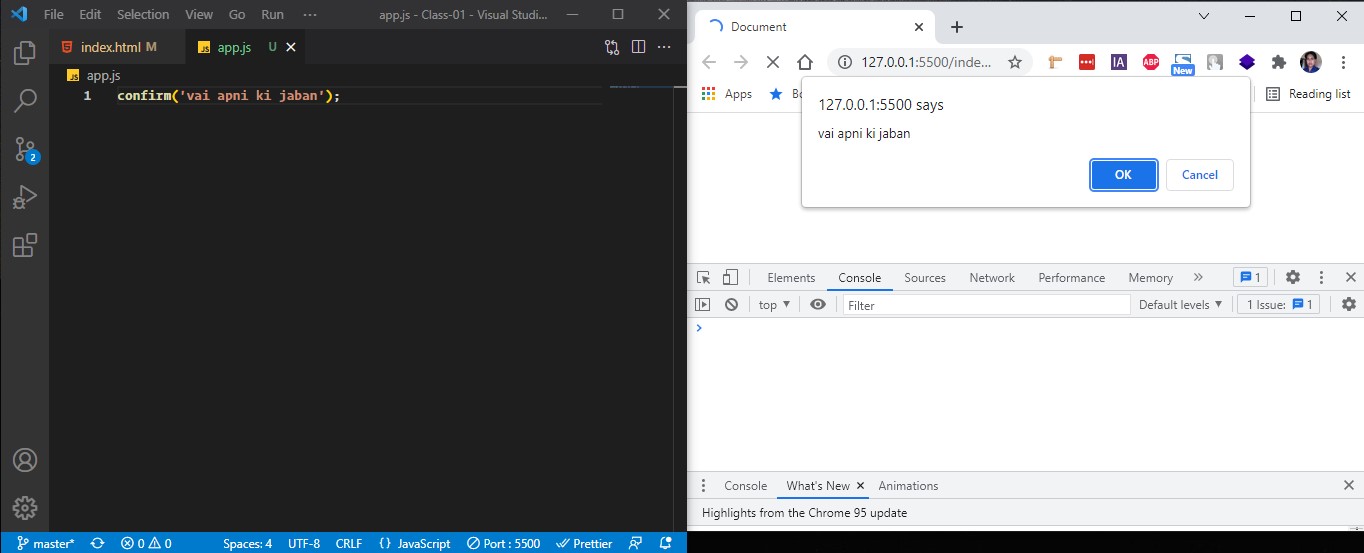 File Edit Selection View Go Run ··· app.js - Class-01 - Visual Studi...
index.html M app.js U
app.js
1 confirm('vai apni ki jaban');
2
master* 0 0 Spaces: 4 UTF-8 CRLF {} JavaScript Port : 5500 Prettier
Document
127.0.0.1:5500/inde...
IA ABP New
Apps Reading list
127.0.0.1:5500 says
vai apni ki jaban
OK Cancel
Elements Console Sources Network Performance Memory » 1
top Filter Default levels 1 Issue: 1
Console What's New Animations
Highlights from the Chrome 95 update